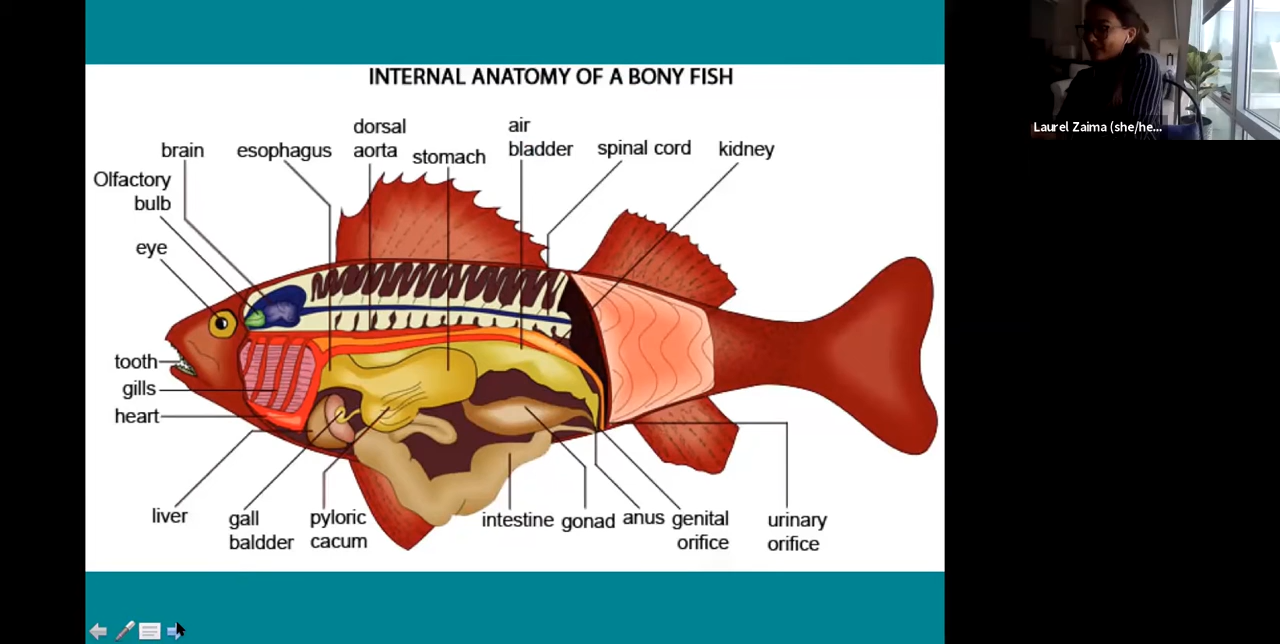 INTERNAL ANATOMY OF A BONY FISH
brain
esophagus
dorsal
aorta
stomach
air
bladder
spinal cord
kidney
Olfactory
bulb
eye
tooth
gills
heart
liver
gall
baldder
pyloric
cacum
intestine
gonad
anus
genital
orifice
urinary
orifice
Laurel Zaima (she/he...